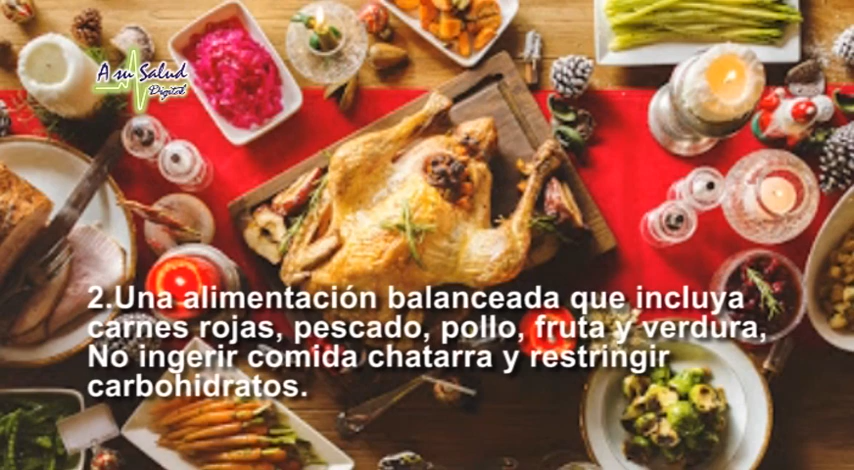 A su Salud
Digital
2.Una alimentación balanceada que incluya
carnes rojas, pescado, pollo, fruta y verdura,
No ingerir comida chatarra y restringir
carbohidratos.